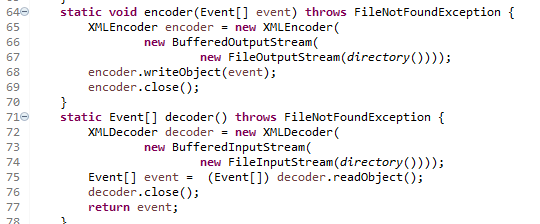 64 static void encoder(Event[] event) throws FileNotFoundException {
65 XMLEncoder encoder = new XMLEncoder(
66 new BufferedOutputStream(
67 new FileOutputStream(directory())));
68 encoder.writeObject(event);
69 encoder.close();
70 }
71 static Event[] decoder() throws FileNotFoundException {
72 XMLDecoder decoder = new XMLDecoder(
73 new BufferedInputStream(
74 new FileInputStream(directory())));
75 Event[] event =  (Event[]) decoder.readObject();
76 decoder.close();
77 return event;
78 }